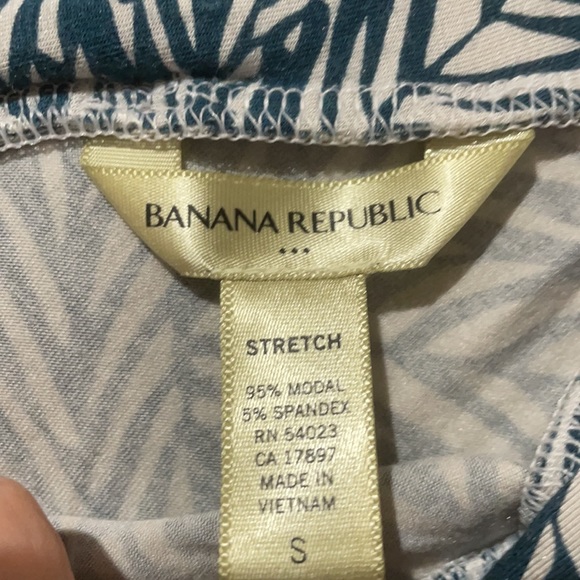 BANANA REPUBLIC
STRETCH
95% MODAL
5% SPANDEX
RN 54023
CA 17897
MADE IN
VIETNAM
S